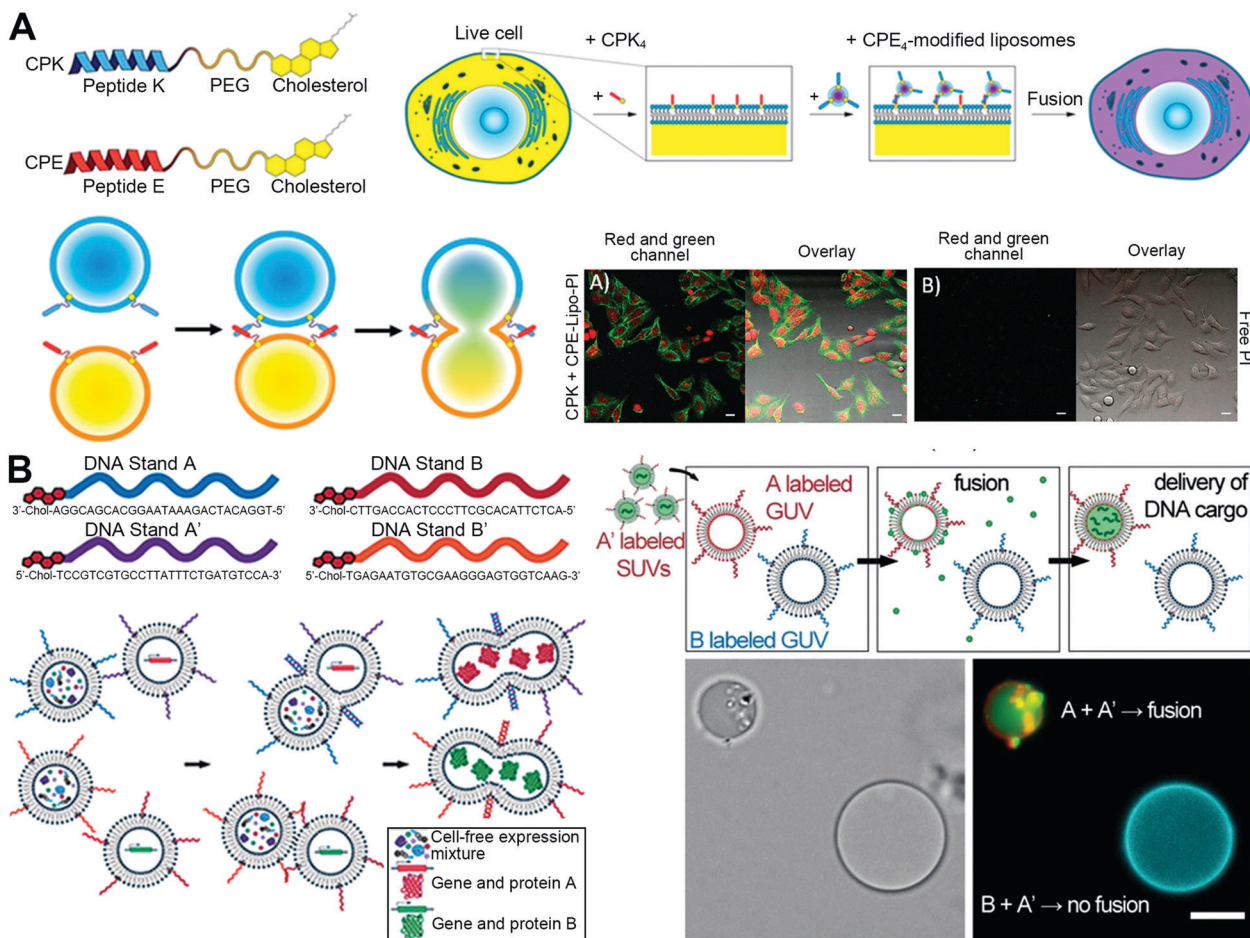 A
CPK
Peptide K
PEG
Cholesterol
CPE
Peptide E
PEG
Cholesterol
Live cell
+ CPK4
+
+ CPE4-modified liposomes
+
Fusion
Red and green
channel
Overlay
A)
CPK + CPE-Lipo-PI
Red and green
channel
Overlay
B)
Free PI
B
DNA Stand A
3'-Chol-AGGCAGCACGGAATAAAGACTACAGGT-5'
DNA Stand B
3'-Chol-CTTGACCACTCCCTTCGCACATTCTCA-5'
DNA Stand A'
5'-Chol-TCCGTCGTGCCTTATTTCTGATGTCCA-3'
DNA Stand B'
5'-Chol-TGAGAATGTGCGAAGGGAGTGGTCAAG-3'
Cell-free expression
mixture
Gene and protein A
Gene and protein B
A' labeled
SUVs
A labeled
GUV
B labeled GUV
fusion
delivery of
DNA cargo
A + A' → fusion
B + A' → no fusion